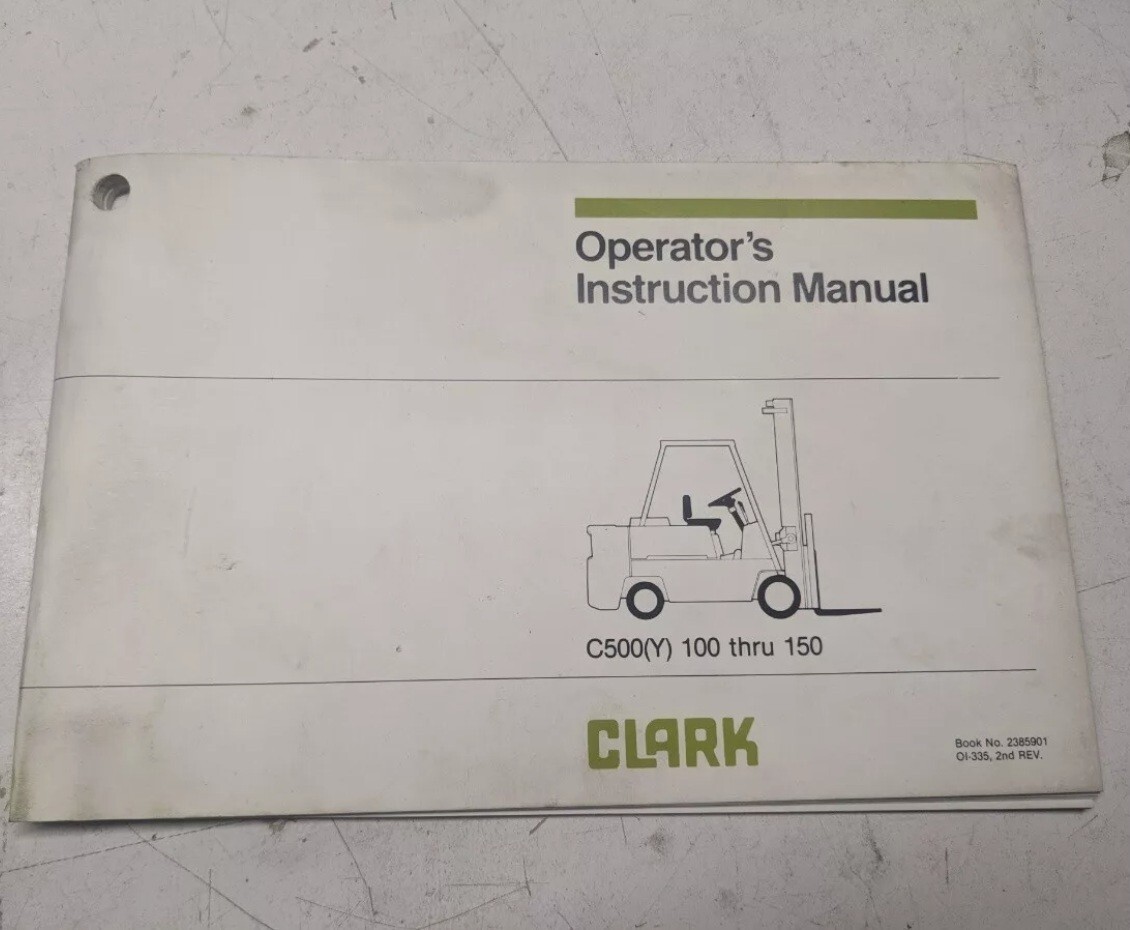 Operator's
Instruction Manual
C500(Y) 100 thru 150
CLARK
Book No. 2385901
OI-335, 2nd REV.